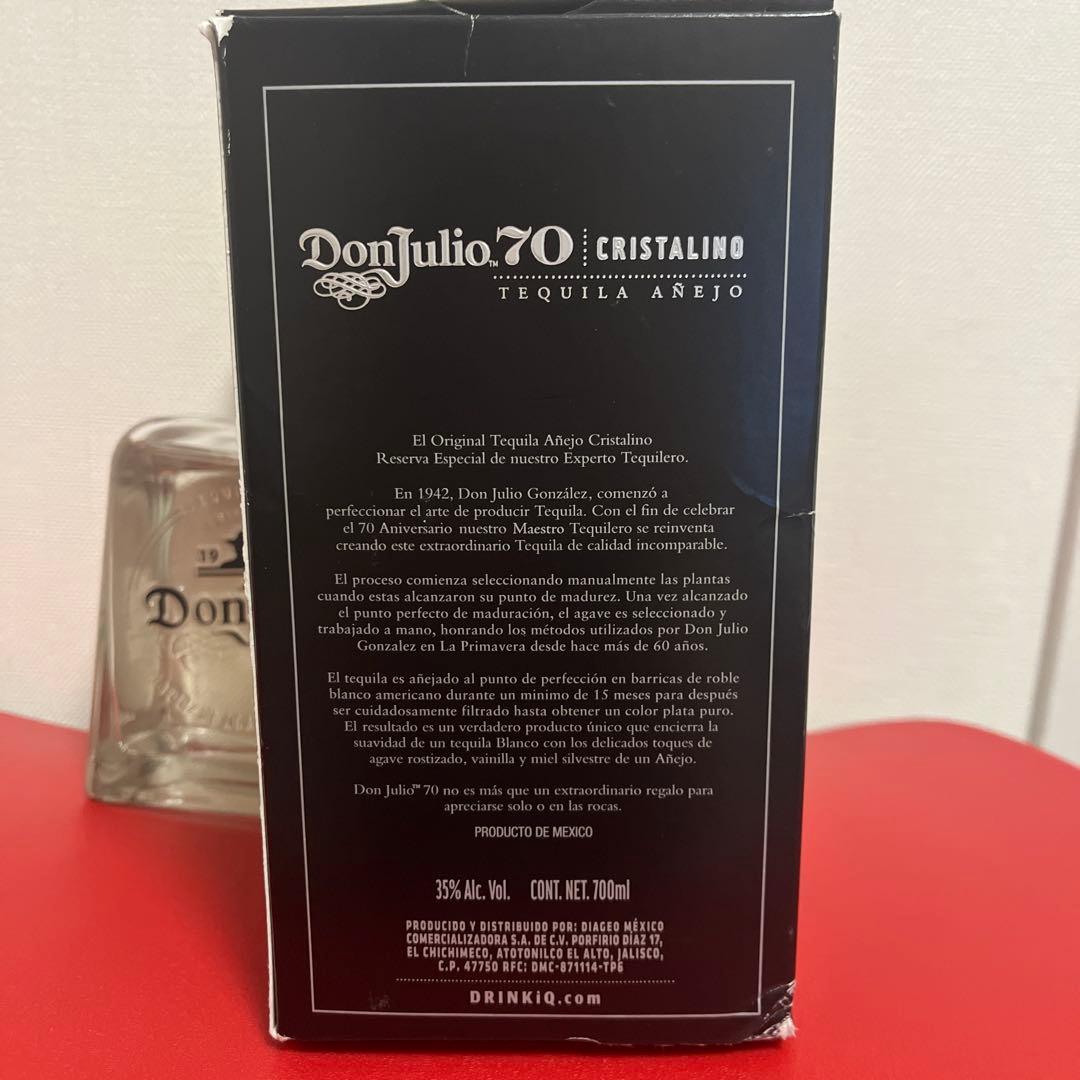 DonJulio™ 70 CRISTALINO
TEQUILA AÑEJO
El Original Tequila Añejo Cristalino
Reserva Especial de nuestro Experto Tequilero.
En 1942, Don Julio González, comenzó a
perfeccionar el arte de producir Tequila. Con el fin de celebrar
el 70 Aniversario nuestro Maestro Tequilero se reinventa
creando este extraordinario Tequila de calidad incomparable.
El proceso comienza seleccionando manualmente las plantas
cuando estas alcanzaron su punto de madurez. Una vez alcanzado
el punto perfecto de maduración, el agave es seleccionado y
trabajado a mano, honrando los métodos utilizados por Don Julio
Gonzalez en La Primavera desde hace más de 60 años.
El tequila es añejado al punto de perfección en barricas de roble
blanco americano durante un minimo de 15 meses para después
ser cuidadosamente filtrado hasta obtener un color plata puro.
El resultado es un verdadero producto único que encierra la
suavidad de un tequila Blanco con los delicados toques de
agave rostizado, vainilla y miel silvestre de un Añejo.
Don Julio™ 70 no es más que un extraordinario regalo para
apreciarse solo o en las rocas.
PRODUCTO DE MEXICO
35% Alc. Vol. CONT. NET. 700ml
PRODUCIDO Y DISTRIBUIDO POR: DIAGEO MÉXICO
COMERCIALIZADORA S.A. DE C.V. PORFIRIO DÍAZ 17,
EL CHICHIMECO, ATOTONILCO EL ALTO, JALISCO,
C.P. 47750 RFC: DMC-871114-TP6
DRINKiQ.com
19
Don